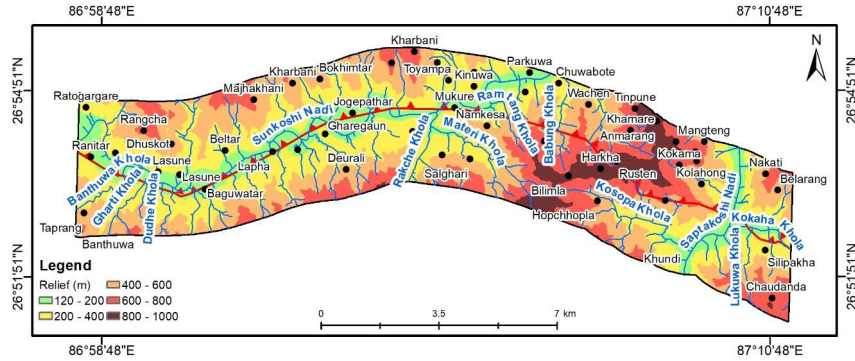 86°58'48"E
87°10'48"E
Kharbani
N
26°54'51"N
26°54'51"N
Kharbani
Bokhimtar
Toyampa
Kinuwa
Parkuwa
Chuwabote
Ratogargare
Majhakhani
Mukure
Ramtang Khola
Wachen
Tinpune
Rangcha
Jogepathar
Namkesa
Babung Khola
Khamare
Sunkoshi Nadi
Gharegaun
Materi Khola
Anmarang
Mangteng
Ranitar
Dhuskot
Beltar
Rakche Khola
Kokama
Banthuwa Khola
Lasune
Lapha
Deurali
Salghari
Harkha
Rusten
Kolahong
Nakati
Gharti Khola
Lasune
Bilimla
Belarang
Dudhe Khola
Baguwatar
Kosopa Khola
Saptakoshi Nadi
Taprang
Hopchhopla
Kokaha Khola
Banthuwa
Khundi
Lukuwa Khola
Silipakha
Chaudanda
26°51'51"N
26°51'51"N
Legend
Relief (m)
120 - 200
200 - 400
400 - 600
600 - 800
800 - 1000
0 3.5 7 km
86°58'48"E
87°10'48"E